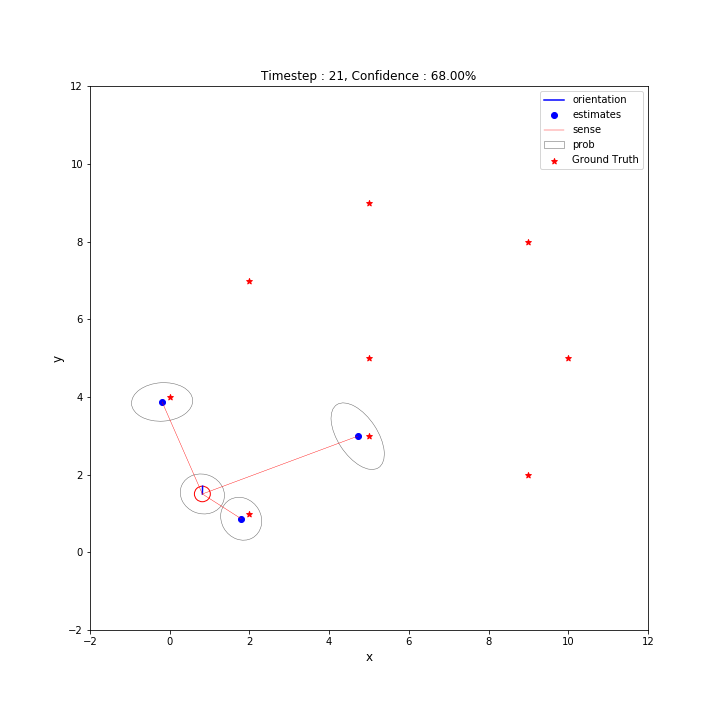 Timestep : 21, Confidence : 68.00%
orientation
estimates
sense
prob
Ground Truth
12
10
8
6
4
2
0
−2
y
−2 0 2 4 6 8 10 12
x